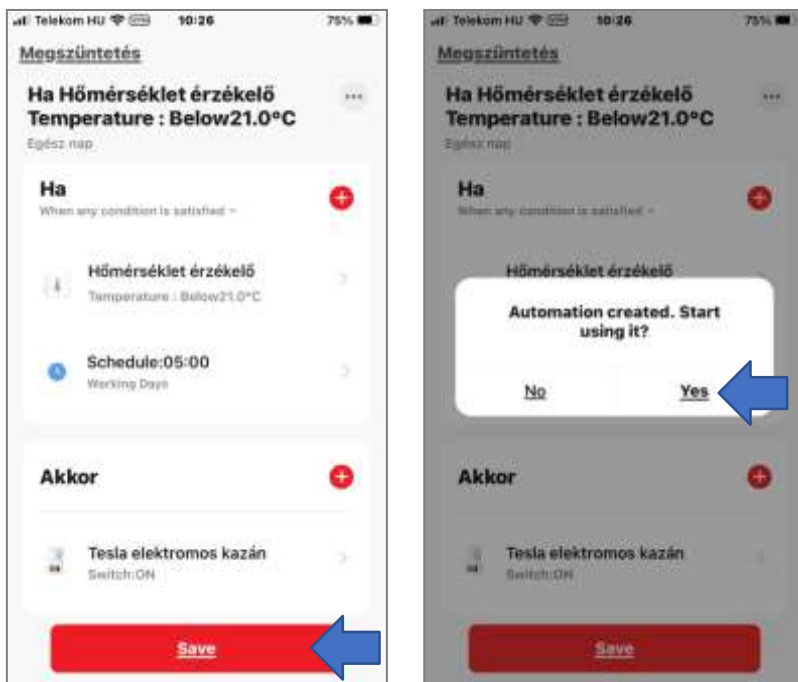 Telekom HU 10:26 75%
Megszüntetés
Ha Hőmérséklet érzékelő
Temperature : Below21.0°C
Egész nap
Ha
When any condition is satisfied
Hőmérséklet érzékelő
Temperature : Below21.0°C
Schedule:05:00
Working Days
Akkor
Tesla elektromos kazán
Switch:ON
Save
Telekom HU 10:26 75%
Megszüntetés
Ha Hőmérséklet érzékelő
Temperature : Below21.0°C
Egész nap
Ha
When any condition is satisfied
Hőmérséklet érzékelő
Automation created. Start
using it?
No Yes
Akkor
Tesla elektromos kazán
Switch:ON
Save